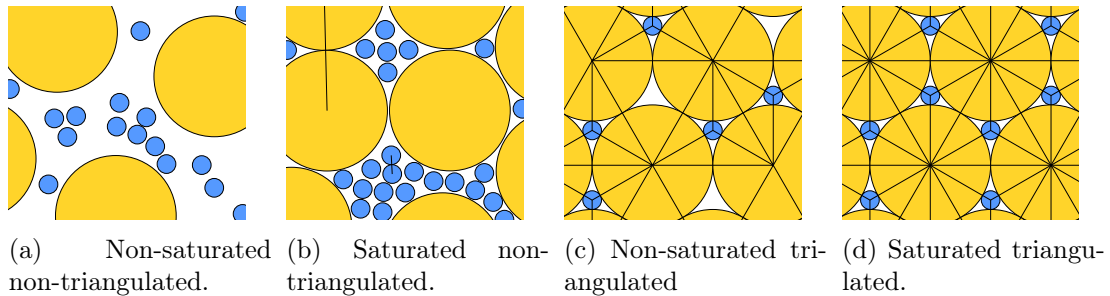 (a) Non-saturated
non-triangulated.
(b) Saturated non-
triangulated.
(c) Non-saturated tri-
angulated
(d) Saturated triangu-
lated.